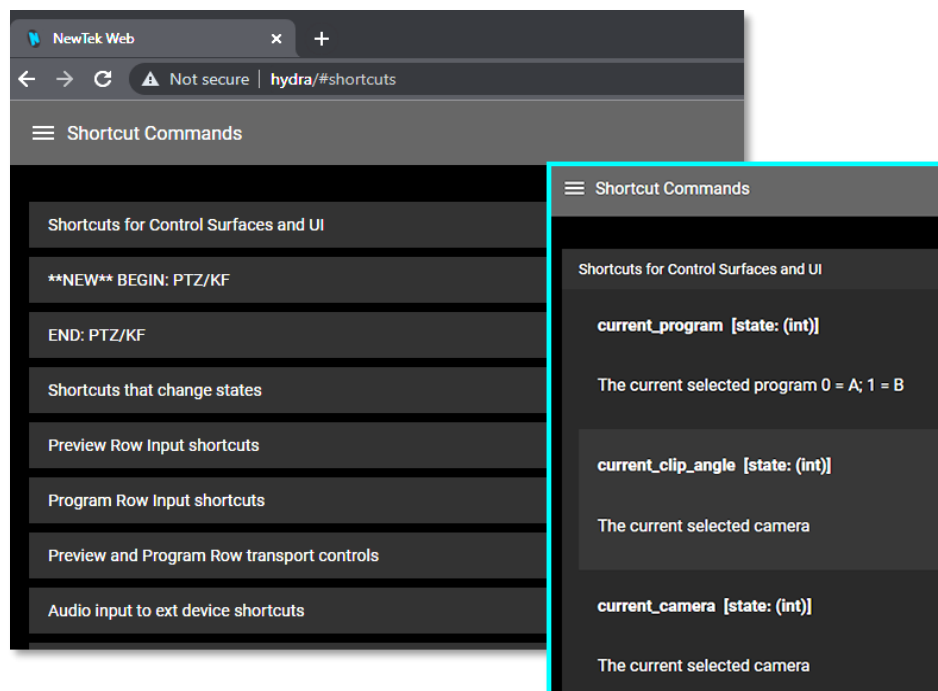 NewTek Web
Not secure | hydra/#shortcuts
Shortcut Commands
Shortcuts for Control Surfaces and UI
**NEW** BEGIN: PTZ/KF
END: PTZ/KF
Shortcuts that change states
Preview Row Input shortcuts
Program Row Input shortcuts
Preview and Program Row transport controls
Audio input to ext device shortcuts
Shortcut Commands
Shortcuts for Control Surfaces and UI
current_program [state: (int)]
The current selected program 0 = A; 1 = B
current_clip_angle [state: (int)]
The current selected camera
current_camera [state: (int)]
The current selected camera